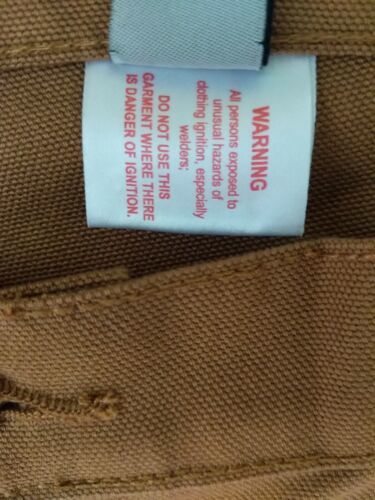 WARNING
All persons exposed to
unusual hazards of
clothing ignition, especially
welders;
DO NOT USE THIS
GARMENT WHERE THERE
IS DANGER OF IGNITION.